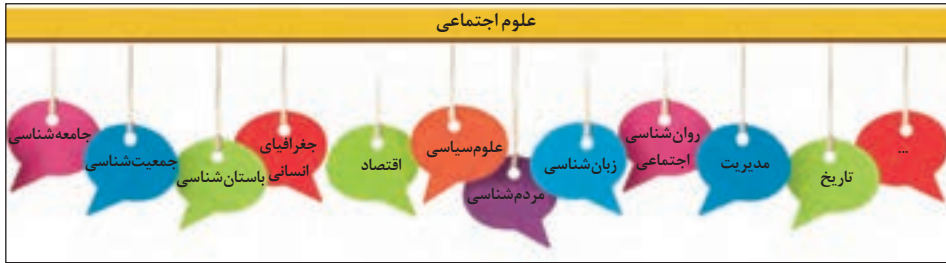 علوم اجتماعی
...
تاریخ
مدیریت
روان‌شناسی
اجتماعی
زبان‌شناسی
مردم‌شناسی
علوم‌سیاسی
اقتصاد
جغرافیای
انسانی
باستان‌شناسی
جمعیت‌شناسی
جامعه‌شناسی